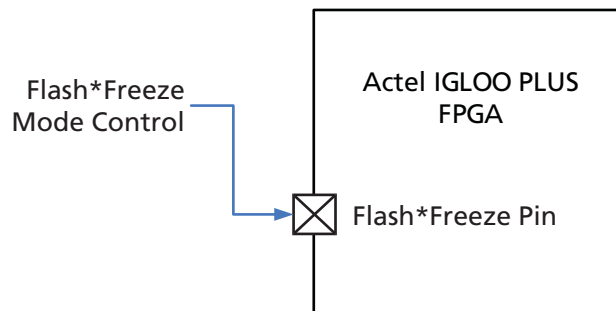 Flash*Freeze
Mode Control
Actel IGLOO PLUS
FPGA
Flash*Freeze Pin